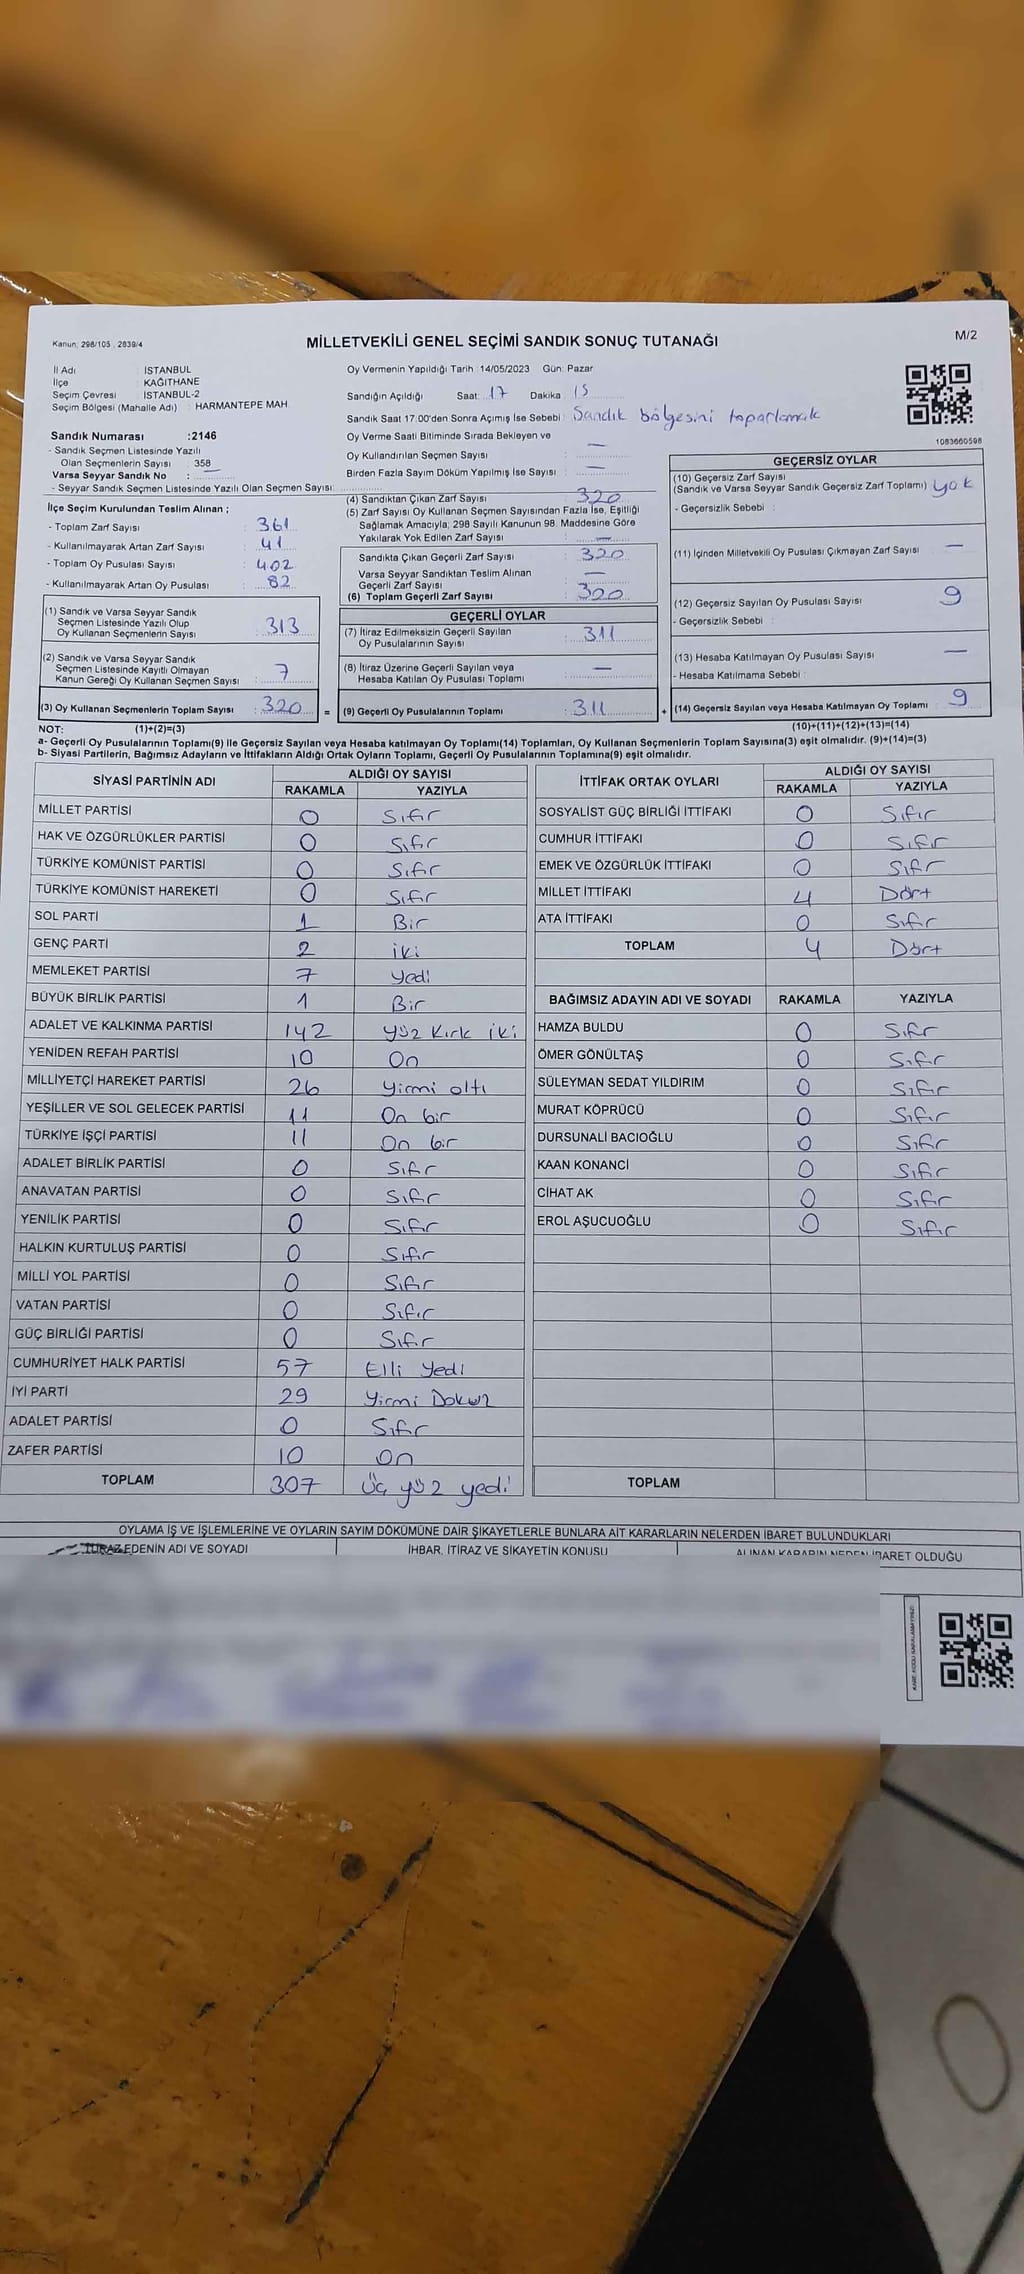 Kanun: 298/105 , 2839/4
MİLLETVEKİLİ GENEL SEÇİMİ SANDIK SONUÇ TUTANAĞI
M/2
İl Adı : İSTANBUL
İlçe : KAĞITHANE
Seçim Çevresi : İSTANBUL-2
Seçim Bölgesi (Mahalle Adı) : HARMANTEPE MAH
Oy Vermenin Yapıldığı Tarih :14/05/2023 Gün: Pazar
Sandığın Açıldığı Saat: 17 Dakika : 15
Sandık Saat 17:00'den Sonra Açımış İse Sebebi : Sandık bölgesini toparlamak
1083660598
Sandık Numarası :2146
- Sandık Seçmen Listesinde Yazılı
Olan Seçmenlerin Sayısı : 358
Varsa Seyyar Sandık No : —
- Seyyar Sandık Seçmen Listesinde Yazılı Olan Seçmen Sayısı:
Oy Verme Saati Bitiminde Sırada Bekleyen ve
Oy Kullandırılan Seçmen Sayısı : —
Birden Fazla Sayım Döküm Yapılmış İse Sayısı : —
İlçe Seçim Kurulundan Teslim Alınan ;
- Toplam Zarf Sayısı : 361
- Kullanılmayarak Artan Zarf Sayısı : 41
- Toplam Oy Pusulası Sayısı : 402
- Kullanılmayarak Artan Oy Pusulası : 82
(1) Sandık ve Varsa Seyyar Sandık
Seçmen Listesinde Yazılı Olup
Oy Kullanan Seçmenlerin Sayısı : 313
(2) Sandık ve Varsa Seyyar Sandık
Seçmen Listesinde Kayıtlı Olmayan
Kanun Gereği Oy Kullanan Seçmen Sayısı : 7
(3) Oy Kullanan Seçmenlerin Toplam Sayısı : 320 =
(4) Sandıktan Çıkan Zarf Sayısı : 320
(5) Zarf Sayısı Oy Kullanan Seçmen Sayısından Fazla İse, Eşitliği
Sağlamak Amacıyla; 298 Sayılı Kanunun 98. Maddesine Göre
Yakılarak Yok Edilen Zarf Sayısı : —
Sandıkta Çıkan Geçerli Zarf Sayısı : 320
Varsa Seyyar Sandıktan Teslim Alınan
Geçerli Zarf Sayısı : —
(6) Toplam Geçerli Zarf Sayısı : 320
GEÇERLİ OYLAR
(7) İtiraz Edilmeksizin Geçerli Sayılan
Oy Pusulalarının Sayısı : 311
(8) İtiraz Üzerine Geçerli Sayılan veya
Hesaba Katılan Oy Pusulası Toplamı : —
(9) Geçerli Oy Pusulalarının Toplamı : 311 +
GEÇERSİZ OYLAR
(10) Geçersiz Zarf Sayısı
(Sandık ve Varsa Seyyar Sandık Geçersiz Zarf Toplamı) : yok
- Geçersizlik Sebebi :
(11) İçinden Milletvekili Oy Pusulası Çıkmayan Zarf Sayısı : —
(12) Geçersiz Sayılan Oy Pusulası Sayısı : 9
- Geçersizlik Sebebi :
(13) Hesaba Katılmayan Oy Pusulası Sayısı : —
- Hesaba Katılmama Sebebi :
(14) Geçersiz Sayılan veya Hesaba Katılmayan Oy Toplamı : 9
NOT: (1)+(2)=(3) (10)+(11)+(12)+(13)=(14)
a- Geçerli Oy Pusulalarının Toplamı(9) ile Geçersiz Sayılan veya Hesaba katılmayan Oy Toplamı(14) Toplamları, Oy Kullanan Seçmenlerin Toplam Sayısına(3) eşit olmalıdır. (9)+(14)=(3)
b- Siyasi Partilerin, Bağımsız Adayların ve İttifakların Aldığı Oyların Toplamı, Geçerli Oy Pusulalarının Toplamına(9) eşit olmalıdır.
SİYASİ PARTİNİN ADI ALDIĞI OY SAYISI
RAKAMLA YAZIYLA
MİLLET PARTİSİ 0 Sıfır
HAK VE ÖZGÜRLÜKLER PARTİSİ 0 Sıfır
TÜRKİYE KOMÜNİST PARTİSİ 0 Sıfır
TÜRKİYE KOMÜNİST HAREKETİ 0 Sıfır
SOL PARTİ 1 Bir
GENÇ PARTİ 2 iki
MEMLEKET PARTİSİ 7 yedi
BÜYÜK BİRLİK PARTİSİ 1 Bir
ADALET VE KALKINMA PARTİSİ 142 yüz kırk iki
YENİDEN REFAH PARTİSİ 10 On
MİLLİYETÇİ HAREKET PARTİSİ 26 yirmi altı
YEŞİLLER VE SOL GELECEK PARTİSİ 11 On bir
TÜRKİYE İŞÇİ PARTİSİ 11 On bir
ADALET BİRLİK PARTİSİ 0 Sıfır
ANAVATAN PARTİSİ 0 Sıfır
YENİLİK PARTİSİ 0 Sıfır
HALKIN KURTULUŞ PARTİSİ 0 Sıfır
MİLLİ YOL PARTİSİ 0 Sıfır
VATAN PARTİSİ 0 Sıfır
GÜÇ BİRLİĞİ PARTİSİ 0 Sıfır
CUMHURİYET HALK PARTİSİ 57 Elli yedi
İYİ PARTİ 29 yirmi Dokuz
ADALET PARTİSİ 0 Sıfır
ZAFER PARTİSİ 10 On
TOPLAM 307 Üç yüz yedi
İTTİFAK ORTAK OYLARI ALDIĞI OY SAYISI
RAKAMLA YAZIYLA
SOSYALİST GÜÇ BİRLİĞİ İTTİFAKI 0 Sıfır
CUMHUR İTTİFAKI 0 Sıfır
EMEK VE ÖZGÜRLÜK İTTİFAKI 0 Sıfır
MİLLET İTTİFAKI 4 Dört
ATA İTTİFAKI 0 Sıfır
TOPLAM 4 Dört
BAĞIMSIZ ADAYIN ADI VE SOYADI RAKAMLA YAZIYLA
HAMZA BULDU 0 Sıfır
ÖMER GÖNÜLTAŞ 0 Sıfır
SÜLEYMAN SEDAT YILDIRIM 0 Sıfır
MURAT KÖPRÜCÜ 0 Sıfır
DURSUNALİ BACIOĞLU 0 Sıfır
KAAN KONANCİ 0 Sıfır
CİHAT AK 0 Sıfır
EROL AŞUCUOĞLU 0 Sıfır
TOPLAM
OYLAMA İŞ VE İŞLEMLERİNE VE OYLARIN SAYIM DÖKÜMÜNE DAİR ŞİKAYETLERLE BUNLARA AİT KARARLARIN NELERDEN İBARET BULUNDUKLARI
İTİRAZ EDENİN ADI VE SOYADI İHBAR, İTİRAZ VE ŞİKAYETİN KONUSU ALINAN KARARIN NEDEN İBARET OLDUĞU